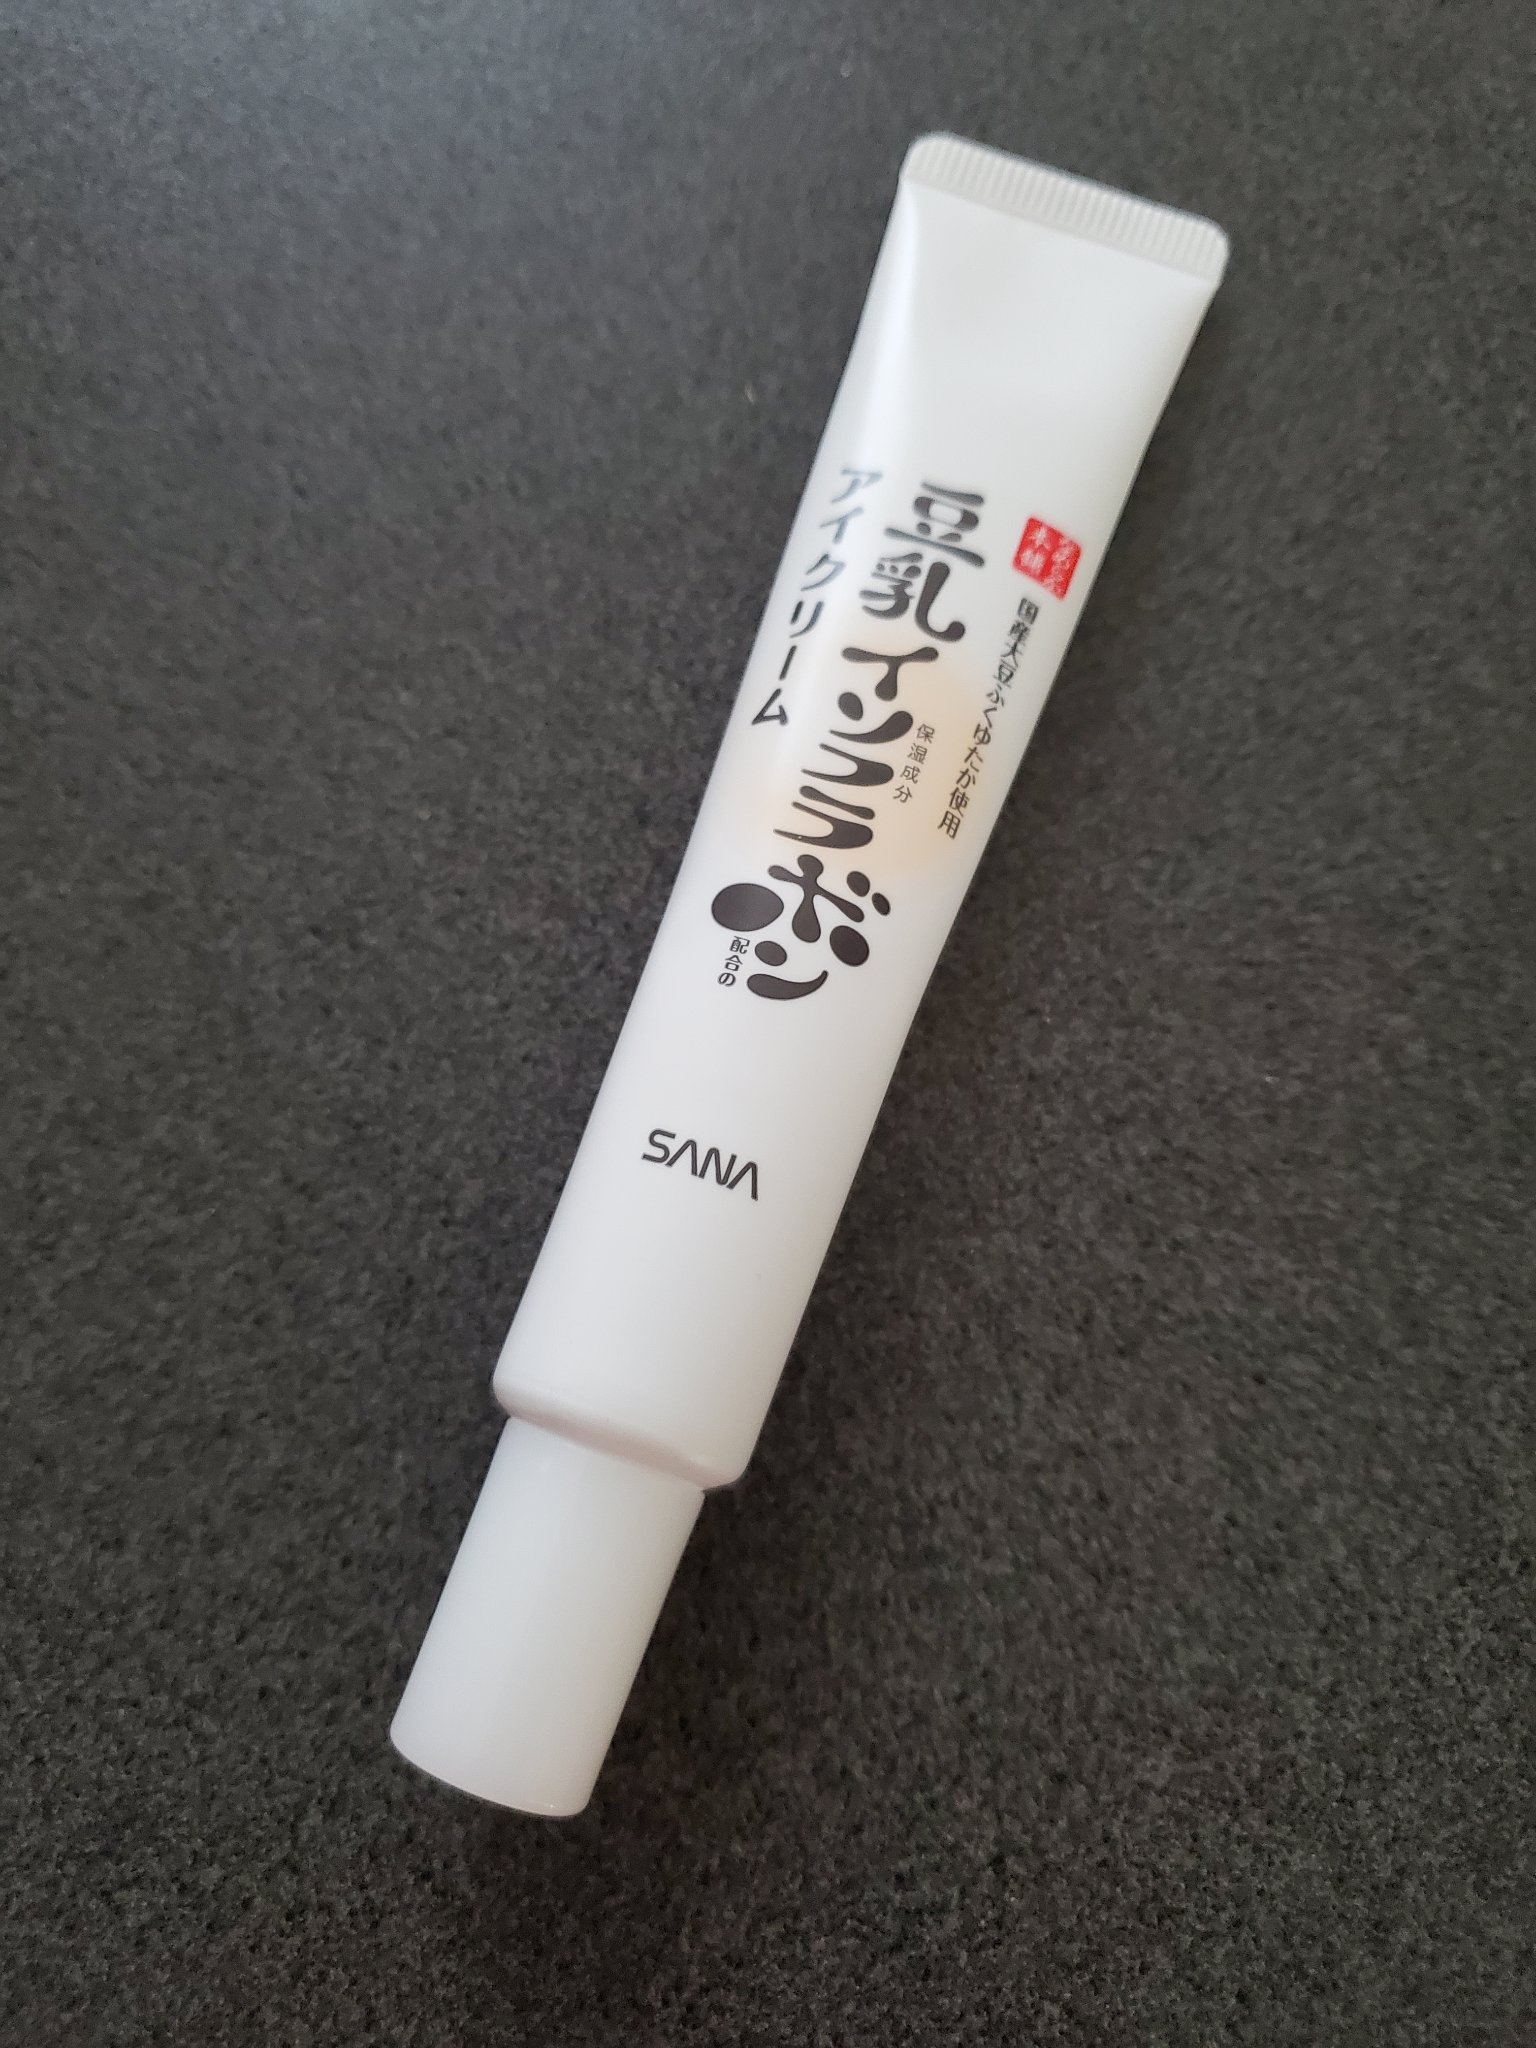 なめらか
本舗
国産大豆ふくゆたか使用
保湿成分
豆乳イソフラボン
配合の
アイクリーム
SANA